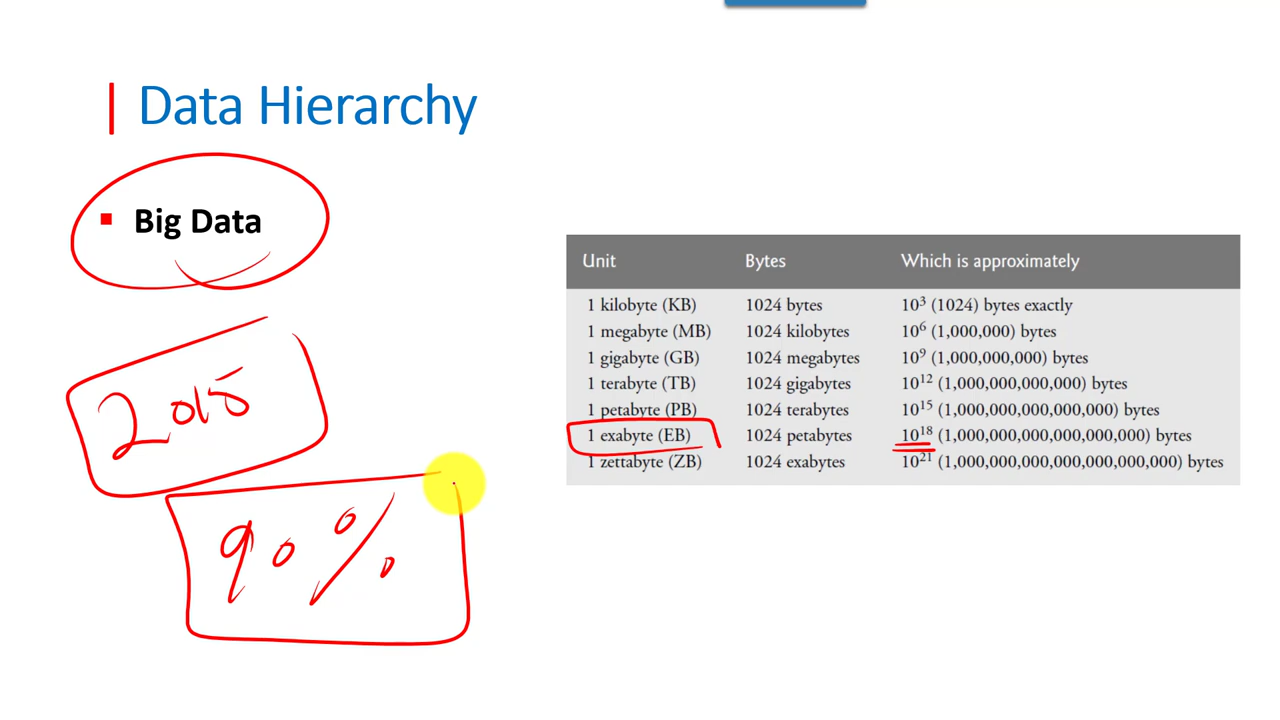 | Data Hierarchy
▪ Big Data
2015
90%
Unit Bytes Which is approximately
1 kilobyte (KB) 1024 bytes 10³ (1024) bytes exactly
1 megabyte (MB) 1024 kilobytes 10⁶ (1,000,000) bytes
1 gigabyte (GB) 1024 megabytes 10⁹ (1,000,000,000) bytes
1 terabyte (TB) 1024 gigabytes 10¹² (1,000,000,000,000) bytes
1 petabyte (PB) 1024 terabytes 10¹⁵ (1,000,000,000,000,000) bytes
1 exabyte (EB) 1024 petabytes 10¹⁸ (1,000,000,000,000,000,000) bytes
1 zettabyte (ZB) 1024 exabytes 10²¹ (1,000,000,000,000,000,000,000) bytes